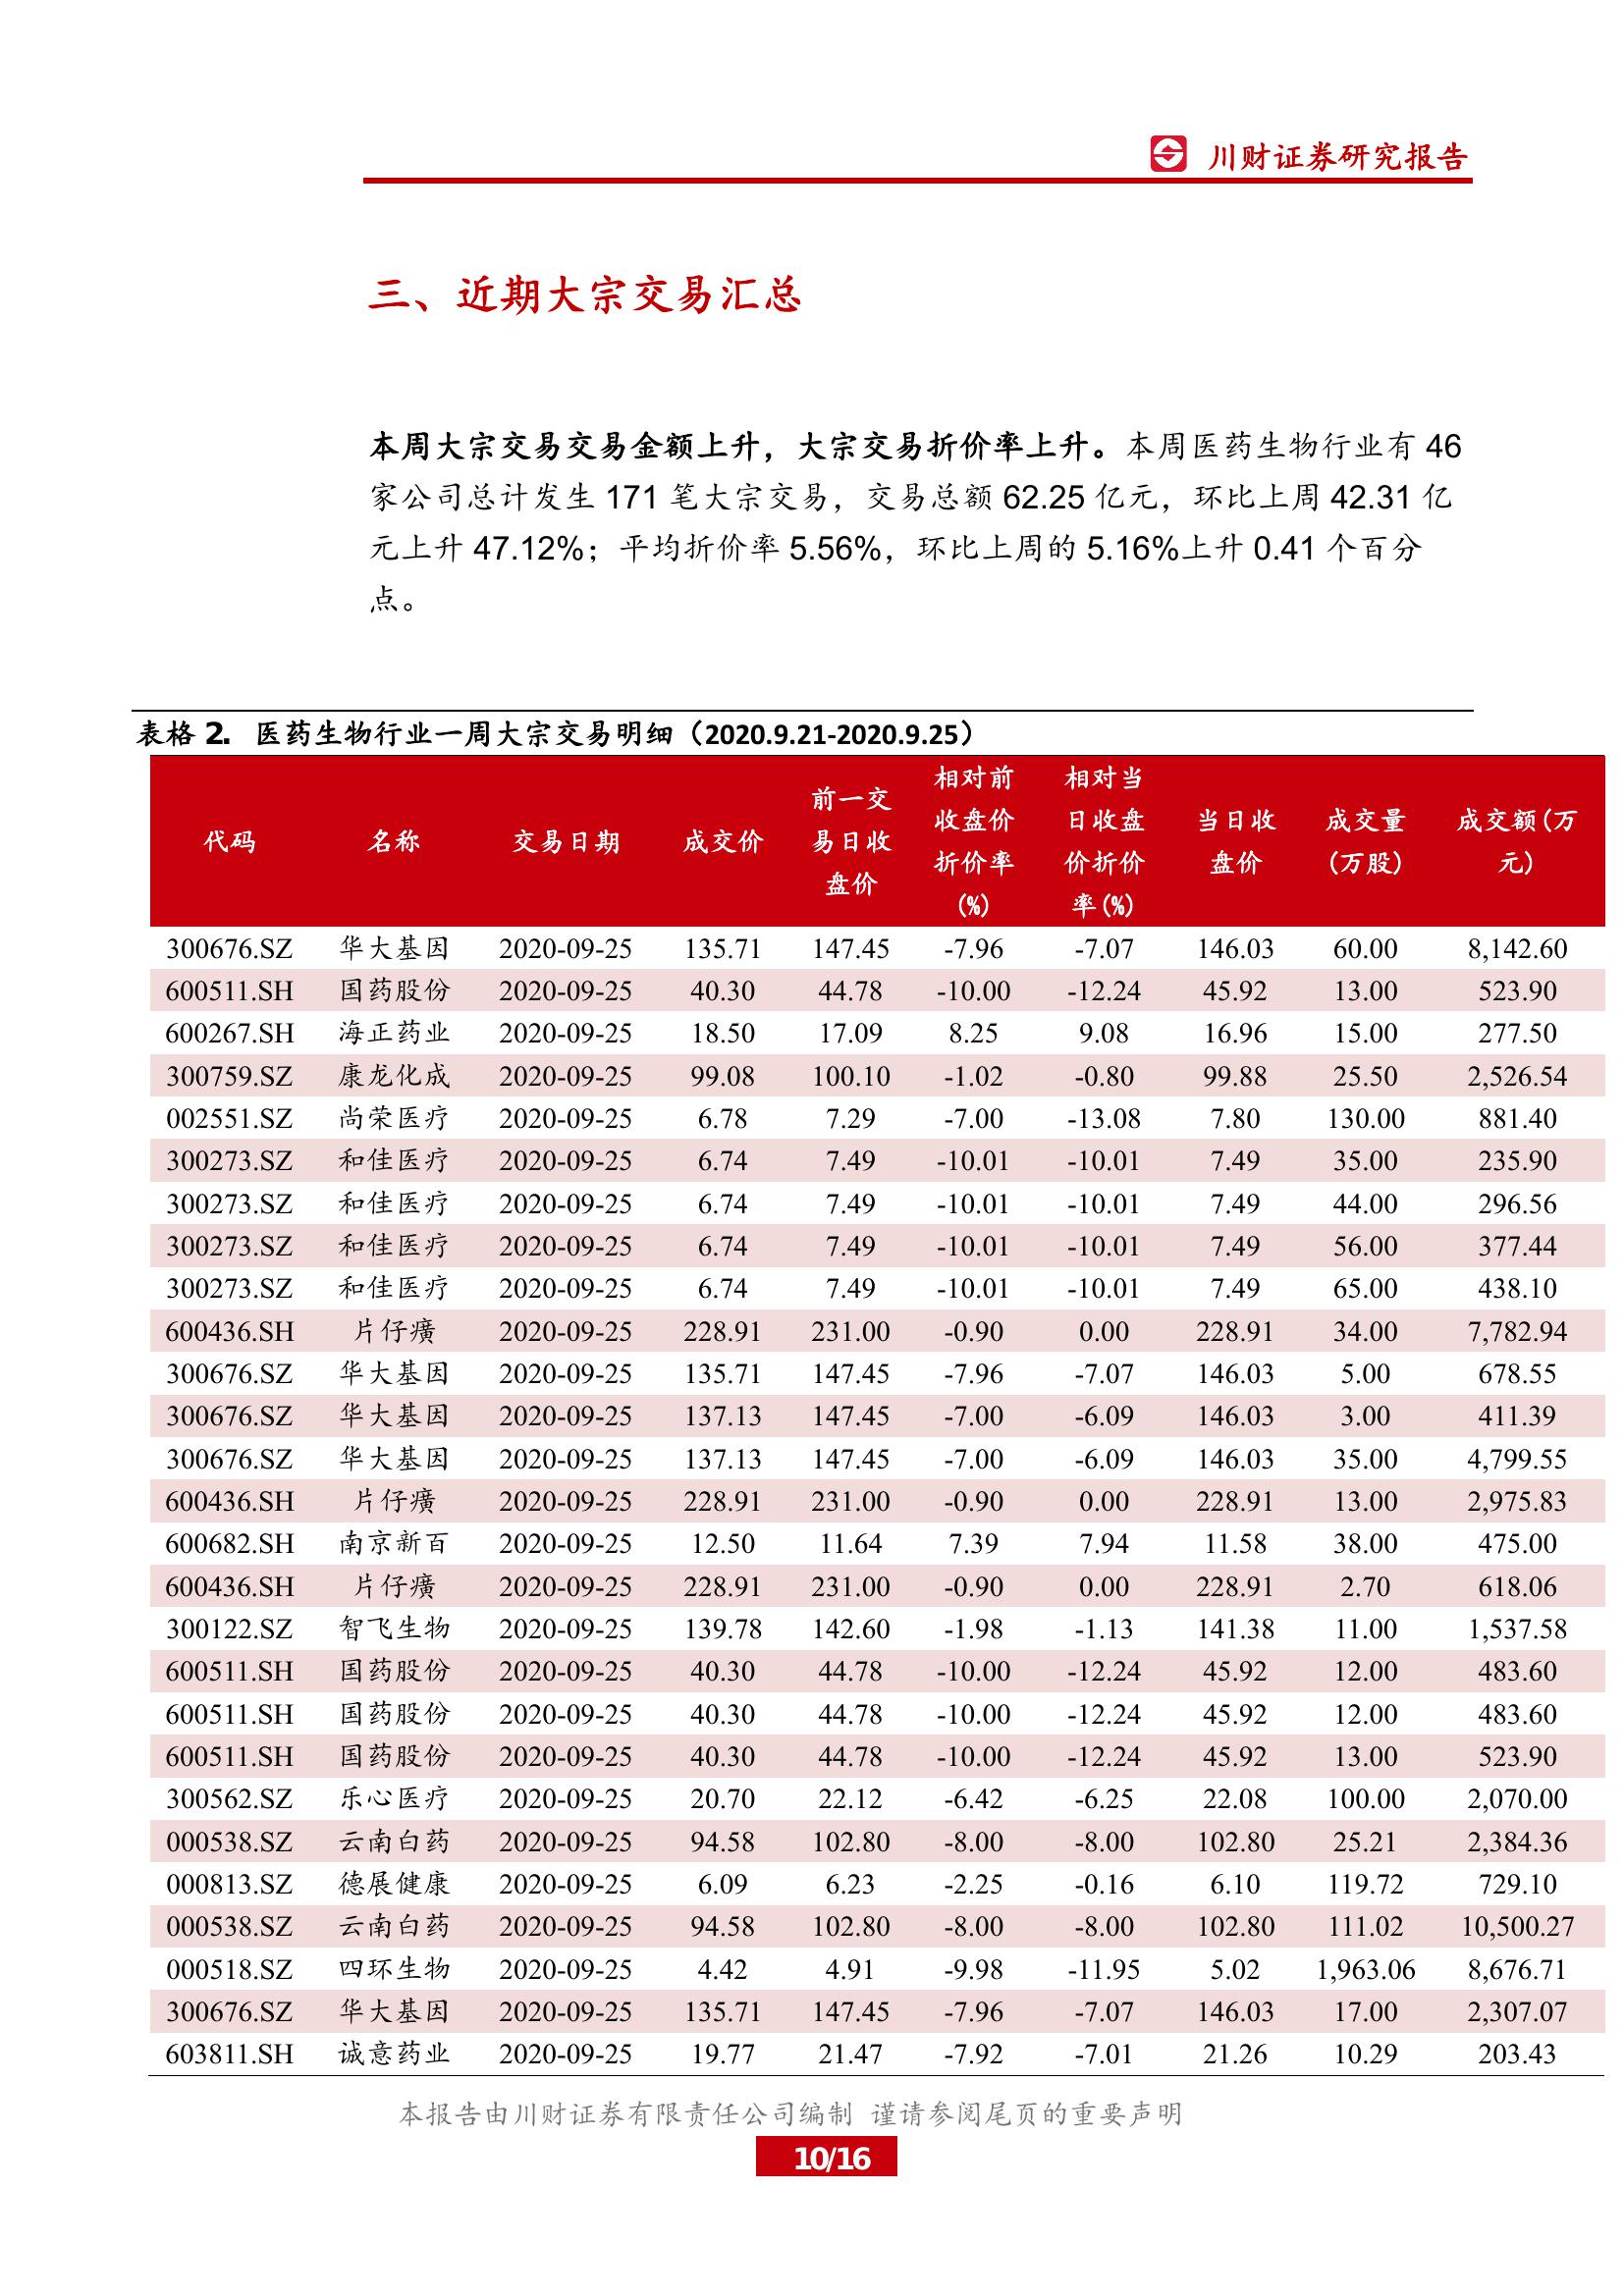 川财证券研究报告
三、近期大宗交易汇总
本周大宗交易交易金额上升，大宗交易折价率上升。本周医药生物行业有 46
家公司总计发生 171 笔大宗交易，交易总额 62.25 亿元，环比上周 42.31 亿
元上升 47.12%；平均折价率 5.56%，环比上周的 5.16%上升 0.41 个百分
点。
表格 2. 医药生物行业一周大宗交易明细（2020.9.21-2020.9.25）
代码 名称 交易日期 成交价 前一交易日收盘价 相对前收盘价折价率(%) 相对当日收盘价折价率(%) 当日收盘价 成交量(万股) 成交额(万元)
300676.SZ 华大基因 2020-09-25 135.71 147.45 -7.96 -7.07 146.03 60.00 8,142.60
600511.SH 国药股份 2020-09-25 40.30 44.78 -10.00 -12.24 45.92 13.00 523.90
600267.SH 海正药业 2020-09-25 18.50 17.09 8.25 9.08 16.96 15.00 277.50
300759.SZ 康龙化成 2020-09-25 99.08 100.10 -1.02 -0.80 99.88 25.50 2,526.54
002551.SZ 尚荣医疗 2020-09-25 6.78 7.29 -7.00 -13.08 7.80 130.00 881.40
300273.SZ 和佳医疗 2020-09-25 6.74 7.49 -10.01 -10.01 7.49 35.00 235.90
300273.SZ 和佳医疗 2020-09-25 6.74 7.49 -10.01 -10.01 7.49 44.00 296.56
300273.SZ 和佳医疗 2020-09-25 6.74 7.49 -10.01 -10.01 7.49 56.00 377.44
300273.SZ 和佳医疗 2020-09-25 6.74 7.49 -10.01 -10.01 7.49 65.00 438.10
600436.SH 片仔癀 2020-09-25 228.91 231.00 -0.90 0.00 228.91 34.00 7,782.94
300676.SZ 华大基因 2020-09-25 135.71 147.45 -7.96 -7.07 146.03 5.00 678.55
300676.SZ 华大基因 2020-09-25 137.13 147.45 -7.00 -6.09 146.03 3.00 411.39
300676.SZ 华大基因 2020-09-25 137.13 147.45 -7.00 -6.09 146.03 35.00 4,799.55
600436.SH 片仔癀 2020-09-25 228.91 231.00 -0.90 0.00 228.91 13.00 2,975.83
600682.SH 南京新百 2020-09-25 12.50 11.64 7.39 7.94 11.58 38.00 475.00
600436.SH 片仔癀 2020-09-25 228.91 231.00 -0.90 0.00 228.91 2.70 618.06
300122.SZ 智飞生物 2020-09-25 139.78 142.60 -1.98 -1.13 141.38 11.00 1,537.58
600511.SH 国药股份 2020-09-25 40.30 44.78 -10.00 -12.24 45.92 12.00 483.60
600511.SH 国药股份 2020-09-25 40.30 44.78 -10.00 -12.24 45.92 12.00 483.60
600511.SH 国药股份 2020-09-25 40.30 44.78 -10.00 -12.24 45.92 13.00 523.90
300562.SZ 乐心医疗 2020-09-25 20.70 22.12 -6.42 -6.25 22.08 100.00 2,070.00
000538.SZ 云南白药 2020-09-25 94.58 102.80 -8.00 -8.00 102.80 25.21 2,384.36
000813.SZ 德展健康 2020-09-25 6.09 6.23 -2.25 -0.16 6.10 119.72 729.10
000538.SZ 云南白药 2020-09-25 94.58 102.80 -8.00 -8.00 102.80 111.02 10,500.27
000518.SZ 四环生物 2020-09-25 4.42 4.91 -9.98 -11.95 5.02 1,963.06 8,676.71
300676.SZ 华大基因 2020-09-25 135.71 147.45 -7.96 -7.07 146.03 17.00 2,307.07
603811.SH 诚意药业 2020-09-25 19.77 21.47 -7.92 -7.01 21.26 10.29 203.43
本报告由川财证券有限责任公司编制 谨请参阅尾页的重要声明
10/16